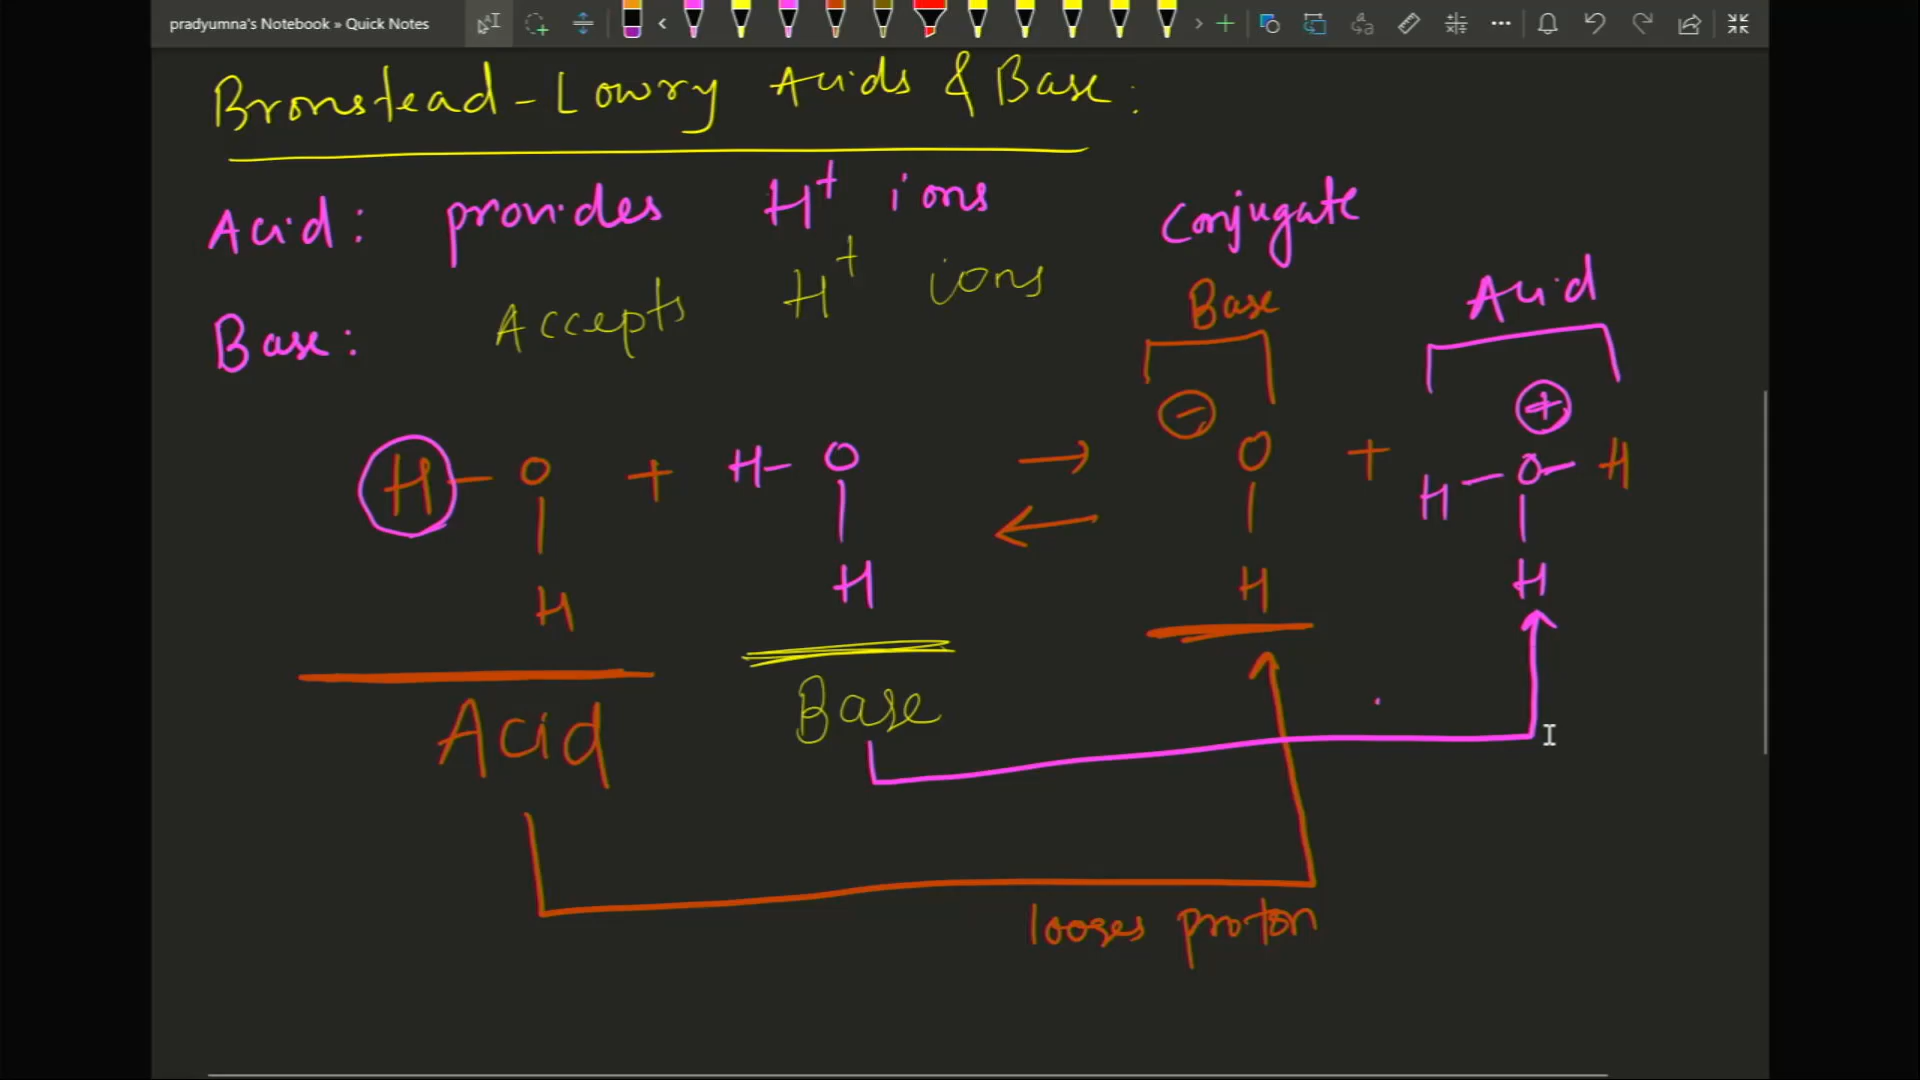 pradyumna's Notebook » Quick Notes
Bronstead-Lowry Acids & Base:
Acid: provides H+ ions
Base: Accepts H+ ions
Conjugate
Base Acid
− +
H-O + H-O ⇌ O + H-O-H
H H H H
Acid Base
looses proton